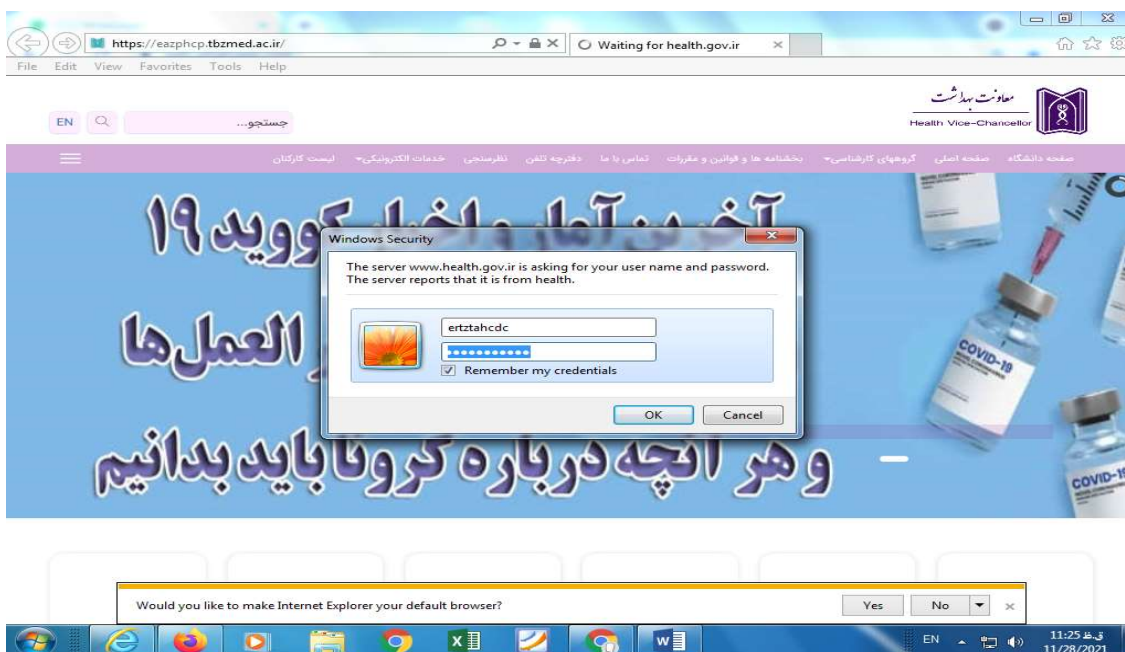 https://eazphcp.tbzmed.ac.ir/
Waiting for health.gov.ir
File Edit View Favorites Tools Help
معاونت بهداشت
Health Vice-Chancellor
EN
جستجو...
صفحه دانشگاه صفحه اصلی گروههای کارشناسی بخشنامه ها و قوانین و مقررات تماس با ما دفترچه تلفن نظرسنجی خدمات الکترونیکی لیست کارکنان
آخرین آمار و اخبار کووید ۱۹
العمل‌ها
و هر آنچه درباره کرونا باید بدانیم
COVID-19
COVID-19
Windows Security
The server www.health.gov.ir is asking for your user name and password.
The server reports that it is from health.
ertztahcdc
Remember my credentials
OK Cancel
Would you like to make Internet Explorer your default browser?
Yes No
EN
11:25 ق.ظ
11/28/2021